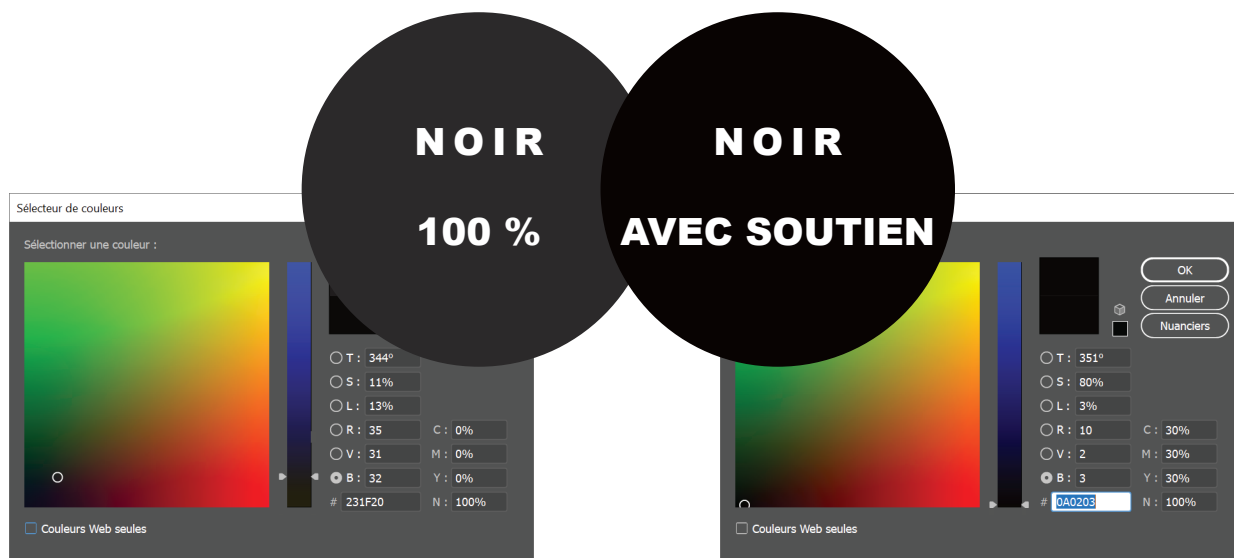 NOIR
100 %
NOIR
AVEC SOUTIEN
Sélecteur de couleurs
Sélectionner une couleur :
T : 344°
S : 11%
L : 13%
R : 35 C : 0%
V : 31 M : 0%
B : 32 Y : 0%
# 231F20 N : 100%
Couleurs Web seules
OK
Annuler
Nuanciers
T : 351°
S : 80%
L : 3%
R : 10 C : 30%
V : 2 M : 30%
B : 3 Y : 30%
# 0A0203 N : 100%
Couleurs Web seules